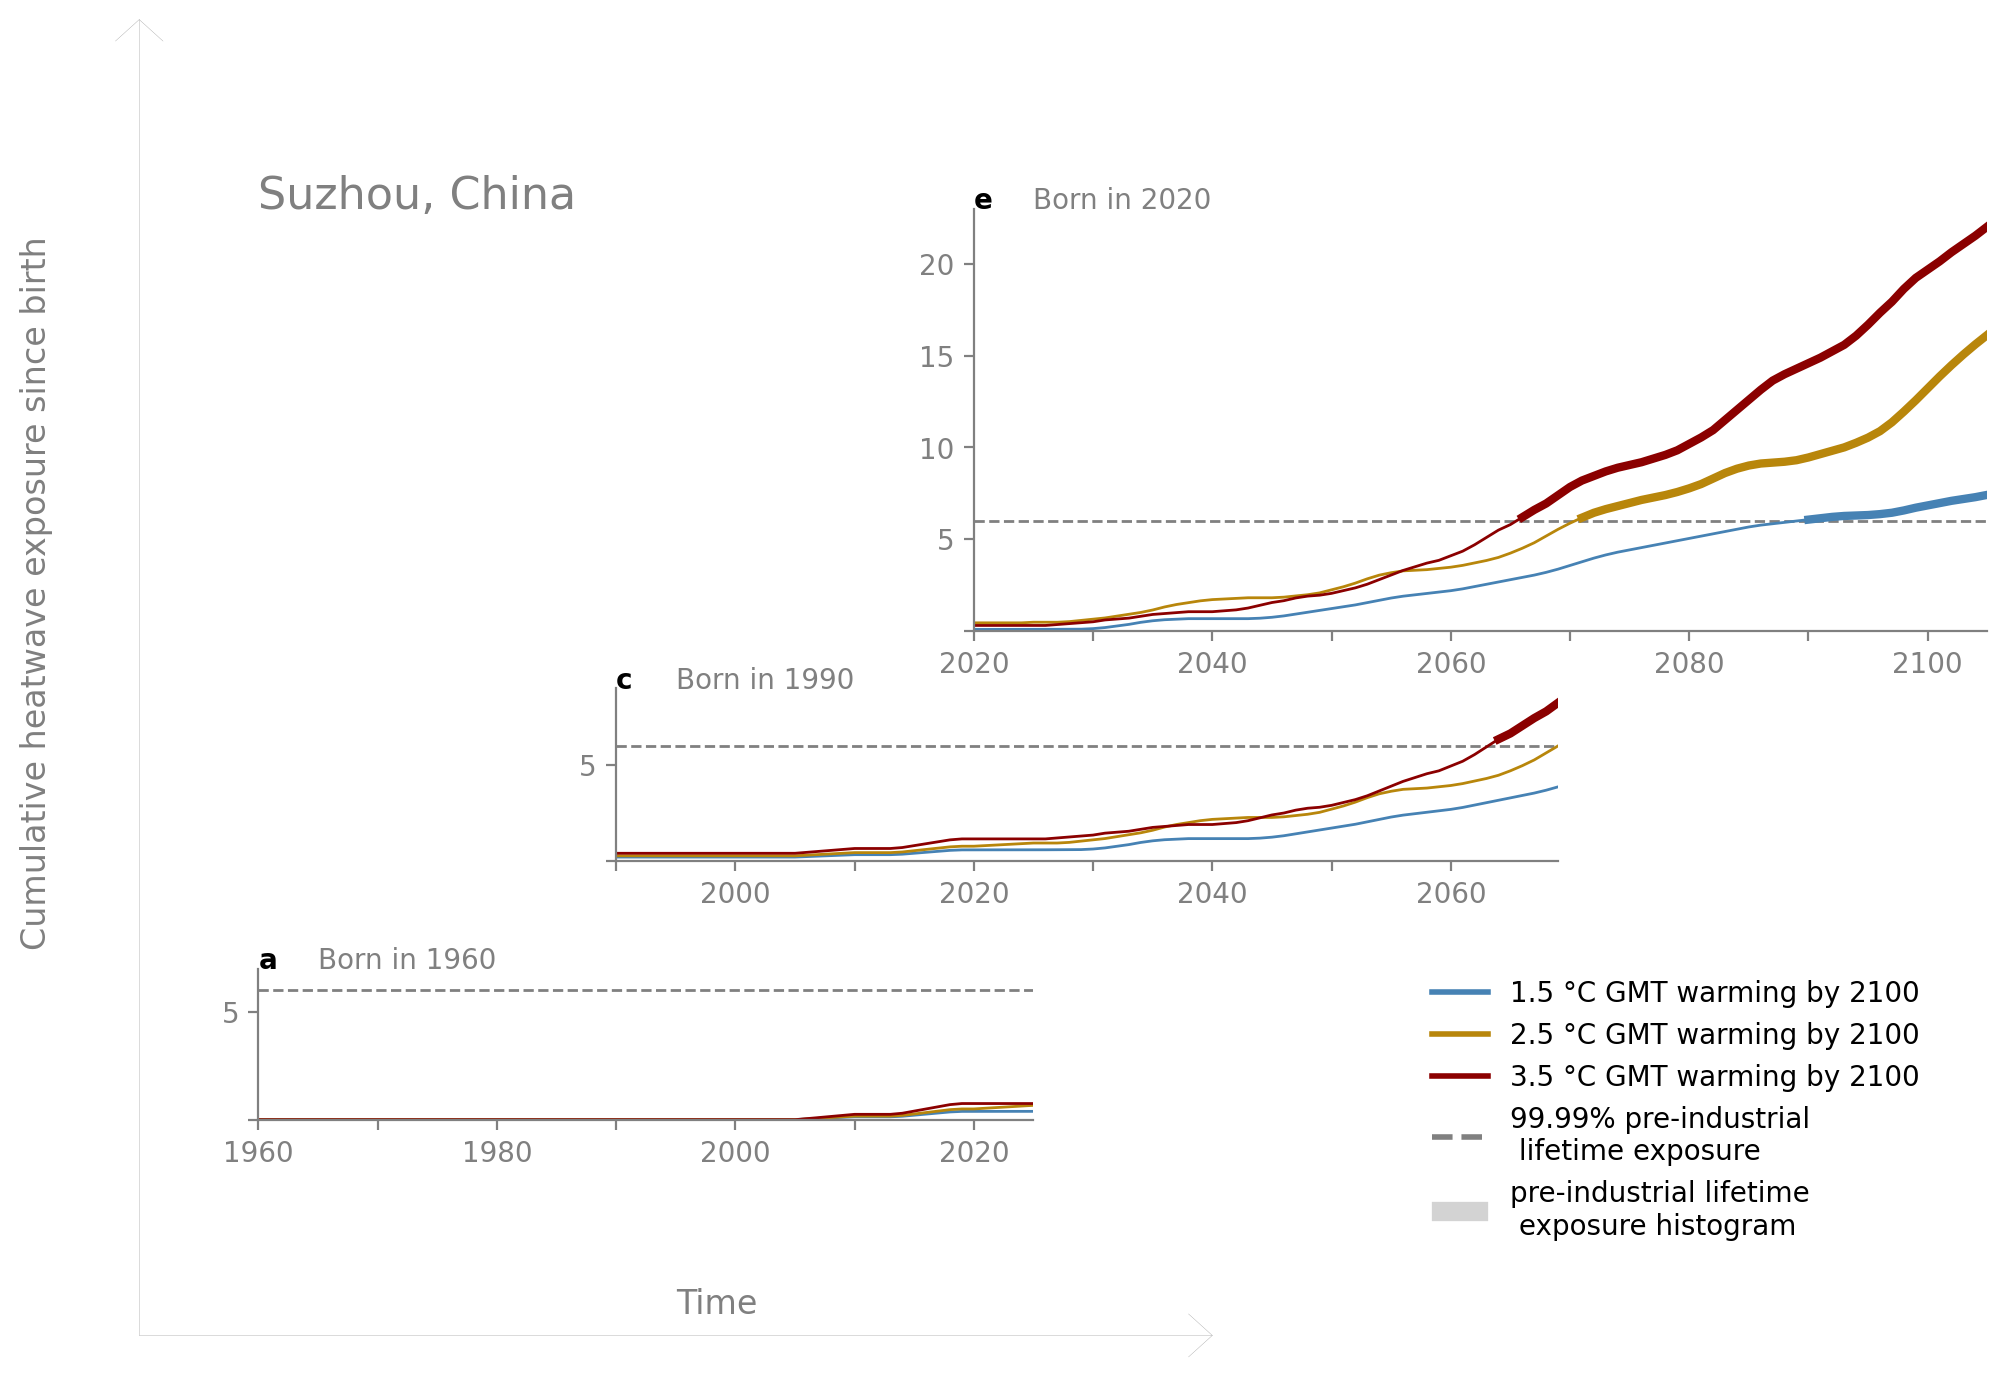 Cumulative heatwave exposure since birth
Suzhou, China
e Born in 2020
20
15
10
5
2020 2040 2060 2080 2100
c Born in 1990
5
2000 2020 2040 2060
a Born in 1960
5
1960 1980 2000 2020
1.5 °C GMT warming by 2100
2.5 °C GMT warming by 2100
3.5 °C GMT warming by 2100
99.99% pre-industrial
lifetime exposure
pre-industrial lifetime
exposure histogram
Time